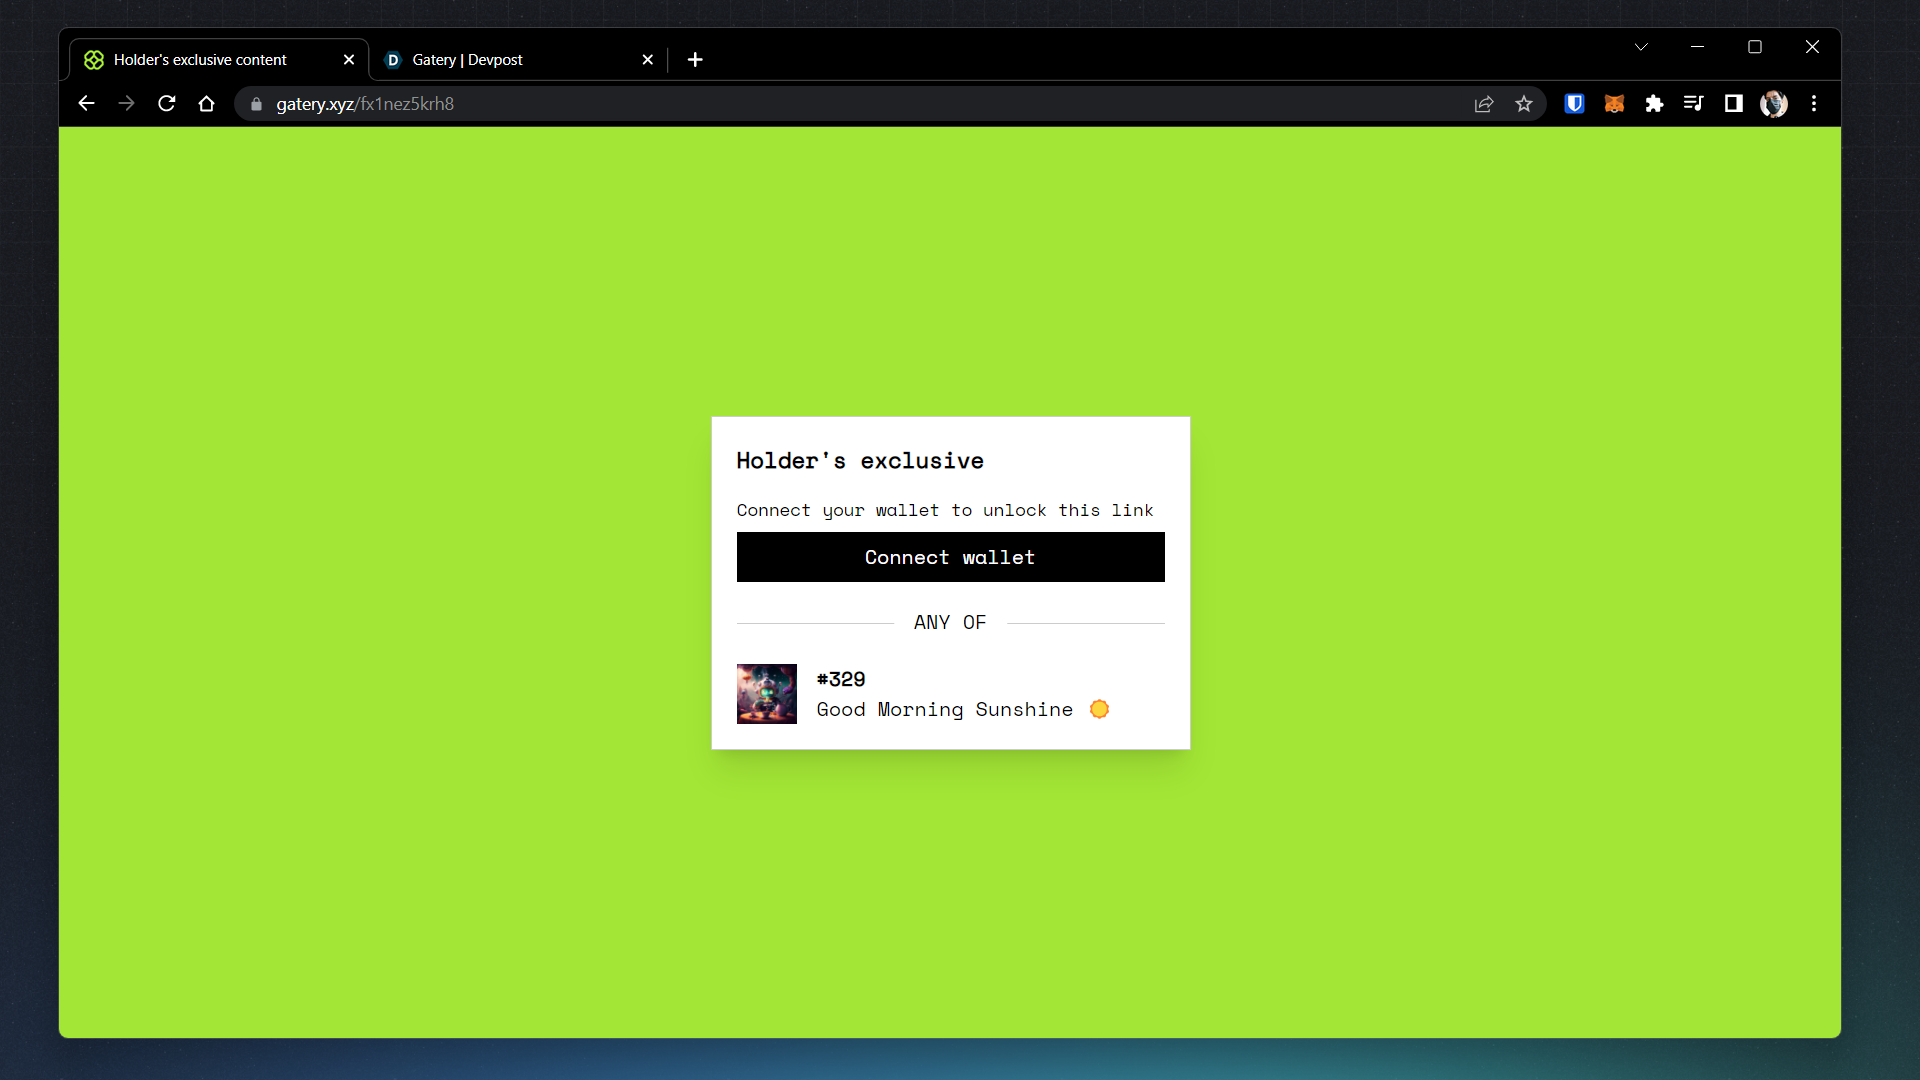 Holder's exclusive content
Gatery | Devpost
gatery.xyz/fx1nez5krh8
Holder's exclusive
Connect your wallet to unlock this link
Connect wallet
ANY OF
#329
Good Morning Sunshine